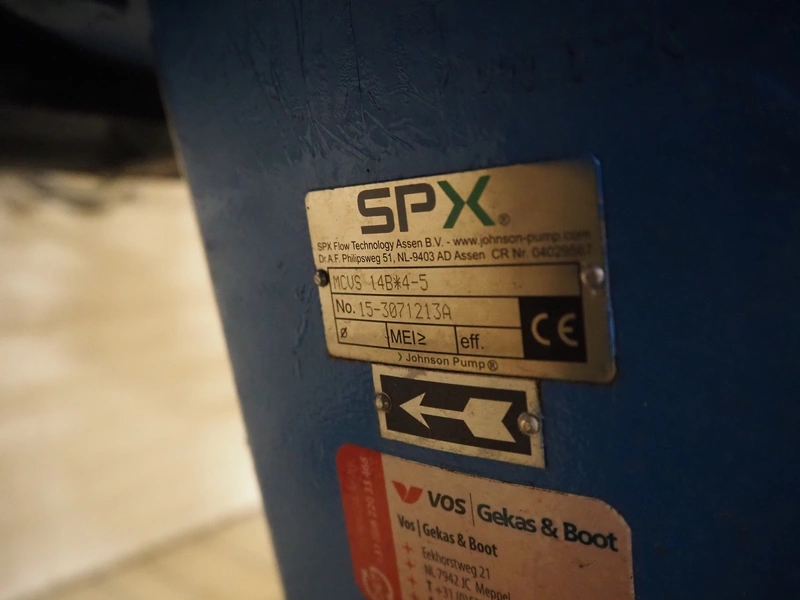 SPX®
SPX Flow Technology Assen B.V. - www.johnson-pump.com
Dr. A.F. Philipsweg 51, NL-9403 AD Assen CR Nr. 04029567
MCVS 14B*4-5
No. 15-3071213A
Ø MEI≥ eff. CE
Johnson Pump®
VOS | Gekas & Boot
Vos | Gekas & Boot
Eekhorstweg 21
NL 7942 JC Meppel